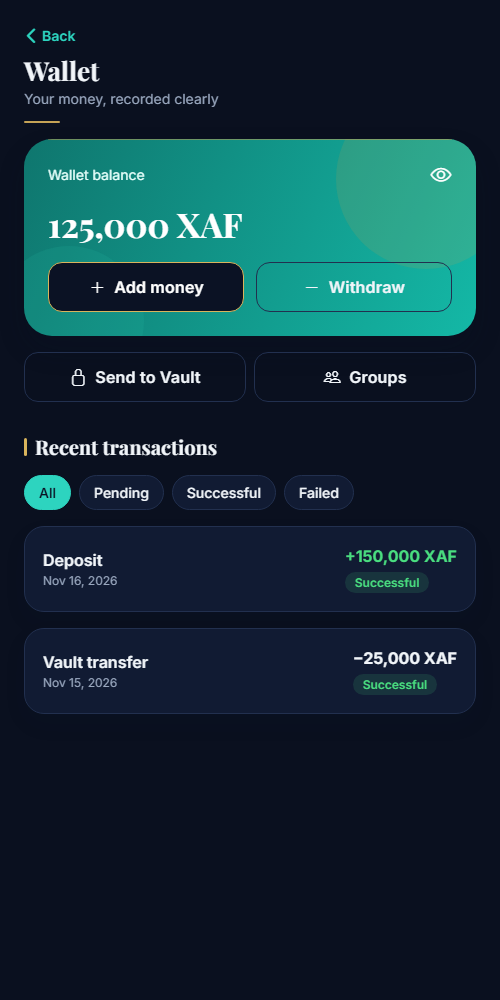 Back
Wallet
Your money, recorded clearly
Wallet balance
125,000 XAF
+ Add money
− Withdraw
Send to Vault
Groups
Recent transactions
All
Pending
Successful
Failed
Deposit
+150,000 XAF
Nov 16, 2026
Successful
Vault transfer
−25,000 XAF
Nov 15, 2026
Successful